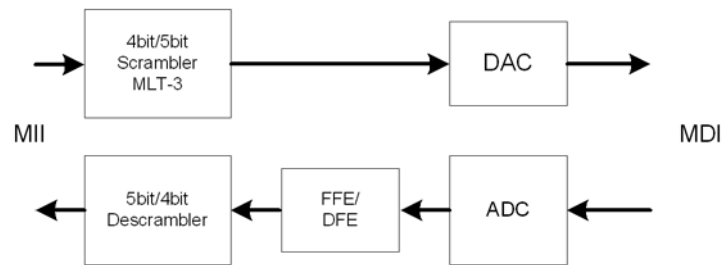 4bit/5bit
Scrambler
MLT-3
DAC
MII
MDI
5bit/4bit
Descrambler
FFE/
DFE
ADC